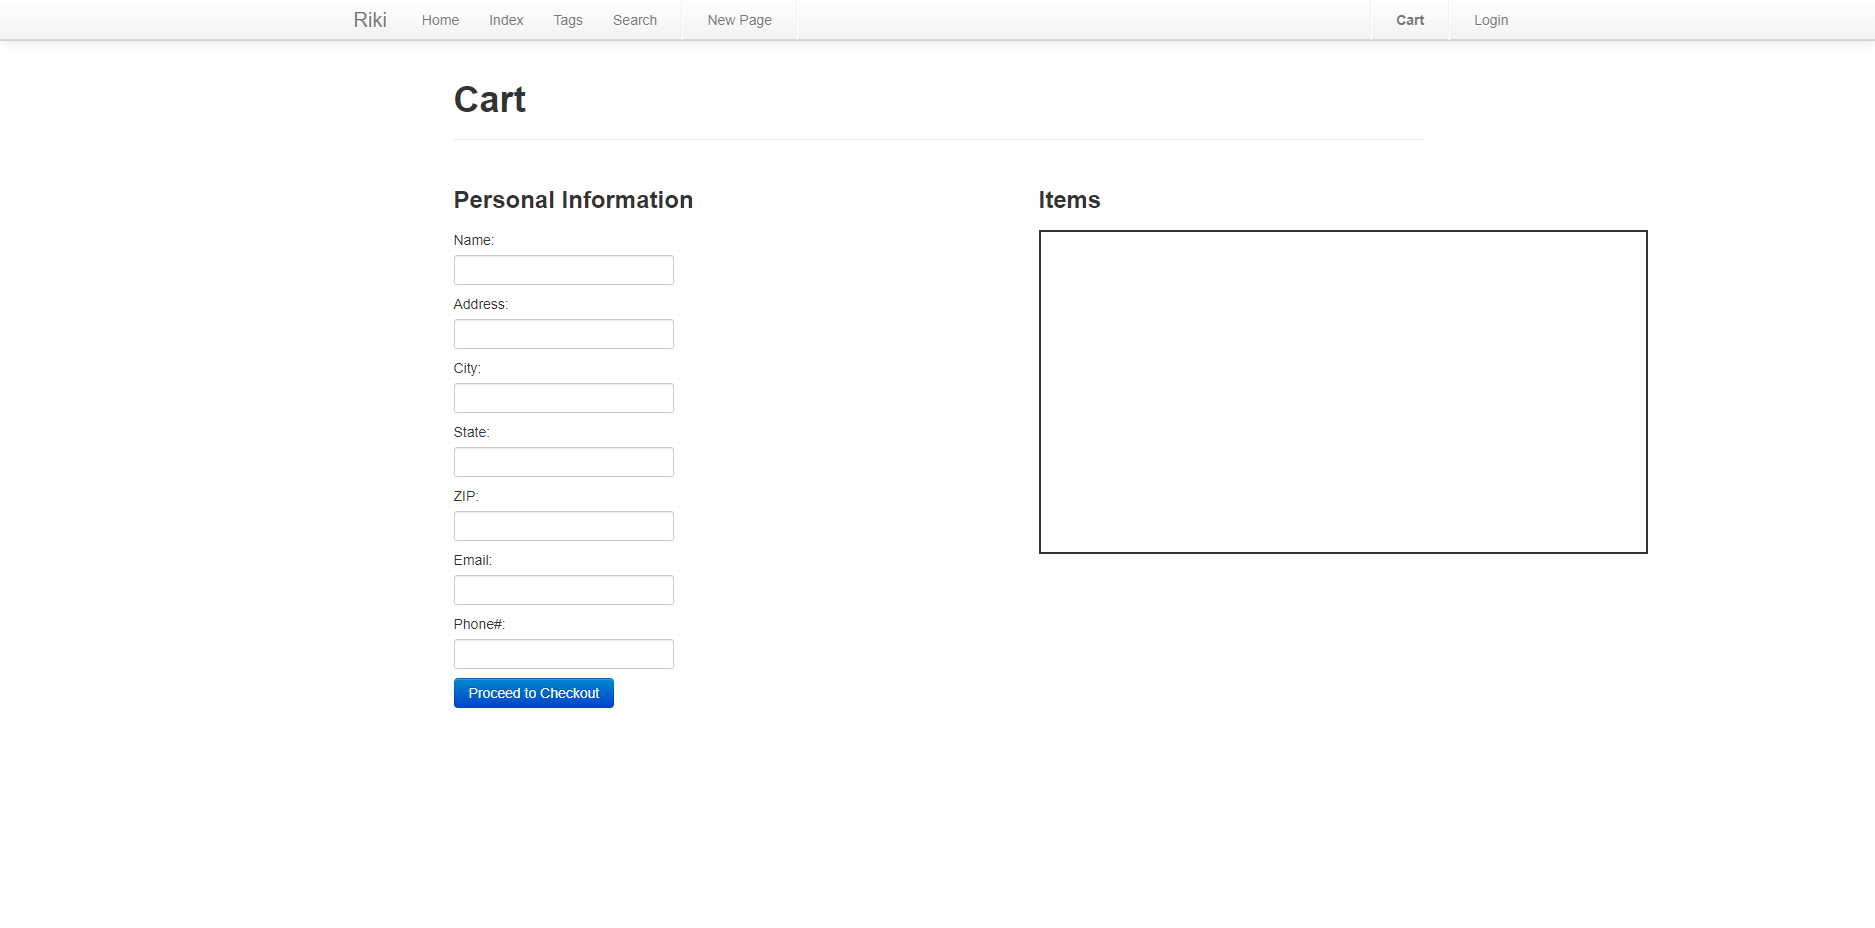 Riki Home Index Tags Search New Page Cart Login
Cart
Personal Information
Name:
Address:
City:
State:
ZIP:
Email:
Phone#:
Proceed to Checkout
Items